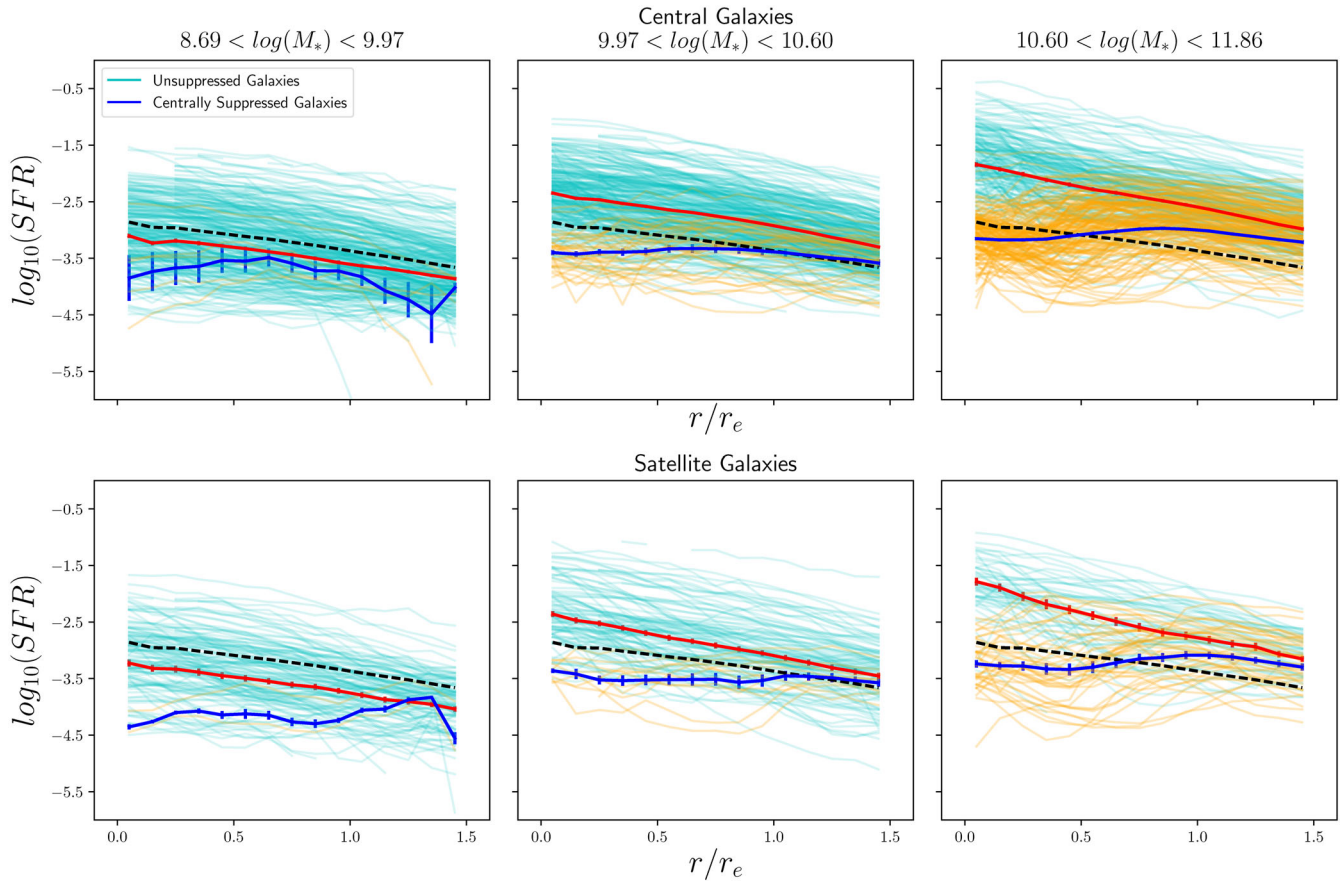 Central Galaxies
8.69 < log(M_*) < 9.97
9.97 < log(M_*) < 10.60
10.60 < log(M_*) < 11.86
Unsuppressed Galaxies
Centrally Suppressed Galaxies
−0.5
−1.5
−2.5
−3.5
−4.5
−5.5
log_{10}(SFR)
r/r_e
Satellite Galaxies
−0.5
−1.5
−2.5
−3.5
−4.5
−5.5
log_{10}(SFR)
0.0 0.5 1.0 1.5
0.0 0.5 1.0 1.5
0.0 0.5 1.0 1.5
r/r_e